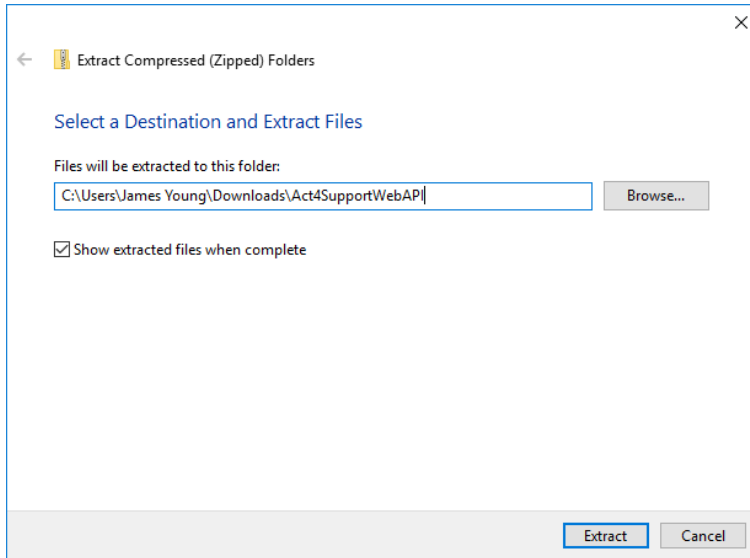 Extract Compressed (Zipped) Folders
Select a Destination and Extract Files
Files will be extracted to this folder:
C:\Users\James Young\Downloads\Act4SupportWebAPI
Browse...
Show extracted files when complete
Extract
Cancel